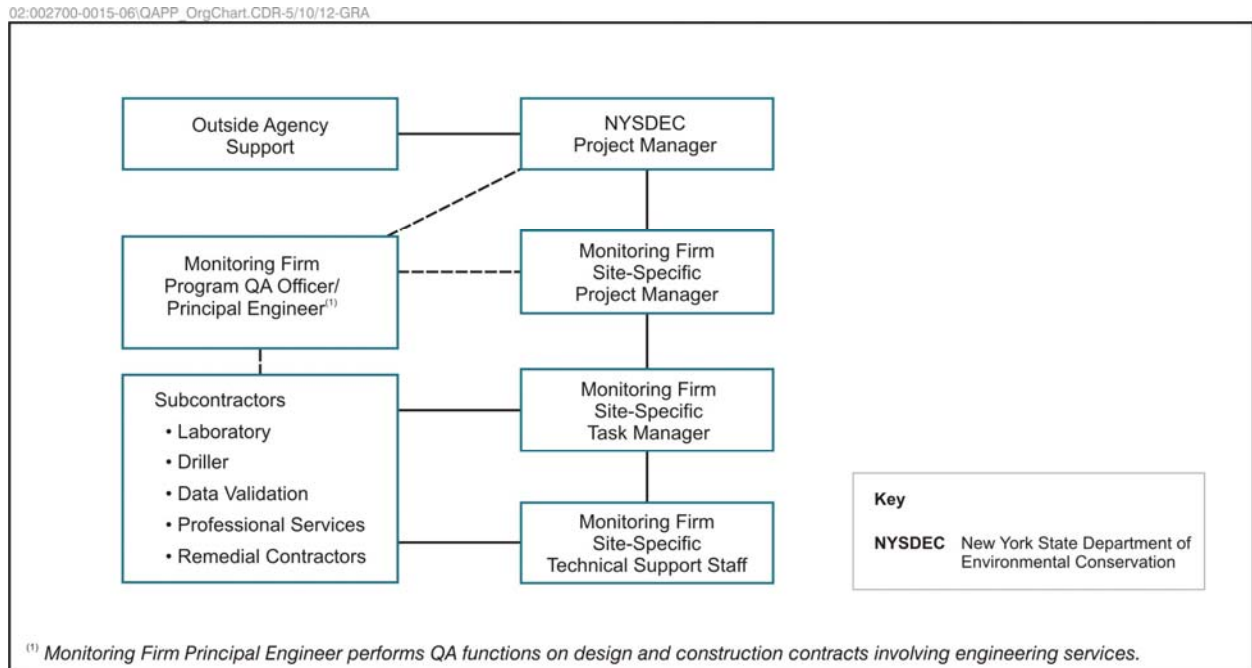 02:002700-0015-06\QAPP_OrgChart.CDR-5/10/12-GRA
Outside Agency
Support
NYSDEC
Project Manager
Monitoring Firm
Program QA Officer/
Principal Engineer(1)
Monitoring Firm
Site-Specific
Project Manager
Subcontractors
• Laboratory
• Driller
• Data Validation
• Professional Services
• Remedial Contractors
Monitoring Firm
Site-Specific
Task Manager
Monitoring Firm
Site-Specific
Technical Support Staff
Key
NYSDEC New York State Department of
Environmental Conservation
(1) Monitoring Firm Principal Engineer performs QA functions on design and construction contracts involving engineering services.